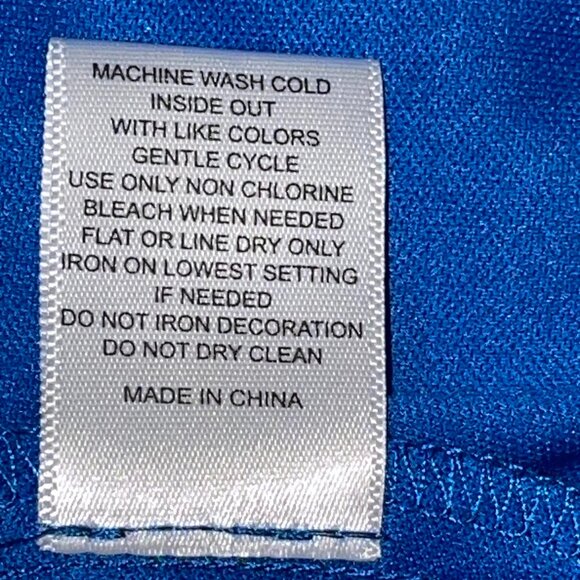 MACHINE WASH COLD
INSIDE OUT
WITH LIKE COLORS
GENTLE CYCLE
USE ONLY NON CHLORINE
BLEACH WHEN NEEDED
FLAT OR LINE DRY ONLY
IRON ON LOWEST SETTING
IF NEEDED
DO NOT IRON DECORATION
DO NOT DRY CLEAN
MADE IN CHINA